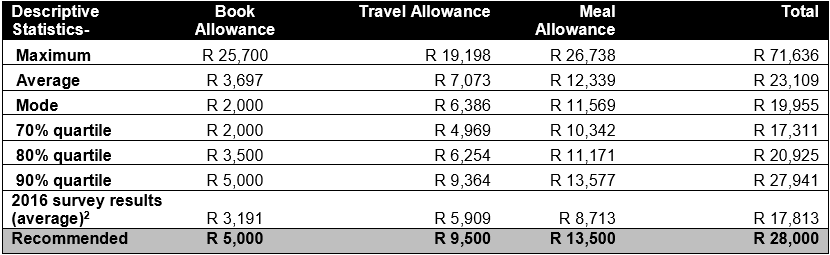 Descriptive Book Travel Allowance Meal Total
Statistics- Allowance Allowance
Maximum R 25,700 R 19,198 R 26,738 R 71,636
Average R 3,697 R 7,073 R 12,339 R 23,109
Mode R 2,000 R 6,386 R 11,569 R 19,955
70% quartile R 2,000 R 4,969 R 10,342 R 17,311
80% quartile R 3,500 R 6,254 R 11,171 R 20,925
90% quartile R 5,000 R 9,364 R 13,577 R 27,941
2016 survey results
(average)² R 3,191 R 5,909 R 8,713 R 17,813
Recommended R 5,000 R 9,500 R 13,500 R 28,000